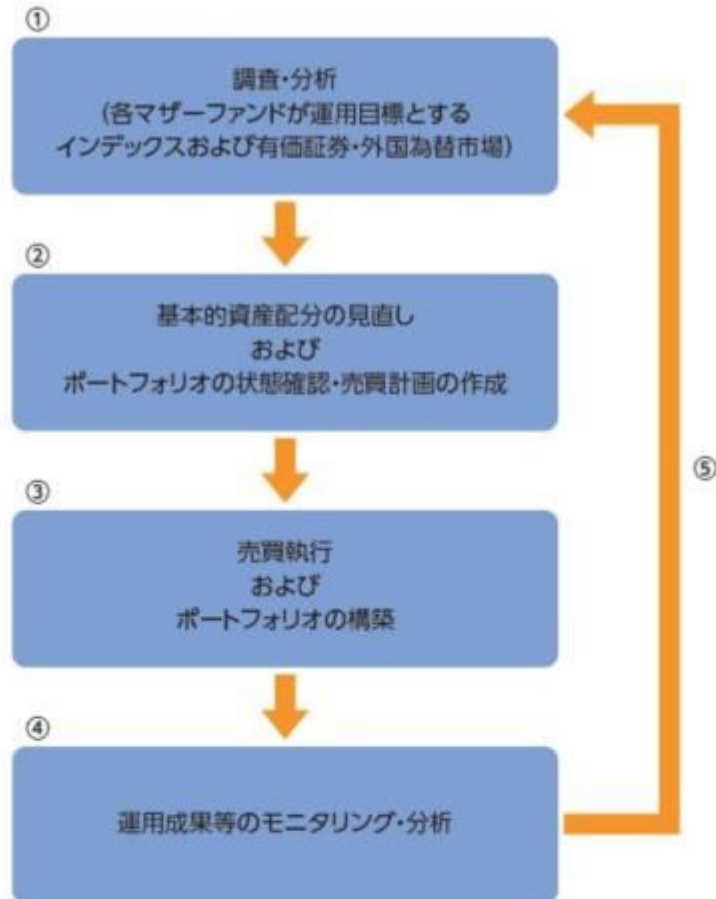 ①
調査・分析
(各マザーファンドが運用目標とする
インデックスおよび有価証券・外国為替市場)
②
基本的資産配分の見直し
および
ポートフォリオの状態確認・売買計画の作成
③
売買執行
および
ポートフォリオの構築
④
運用成果等のモニタリング・分析
⑤